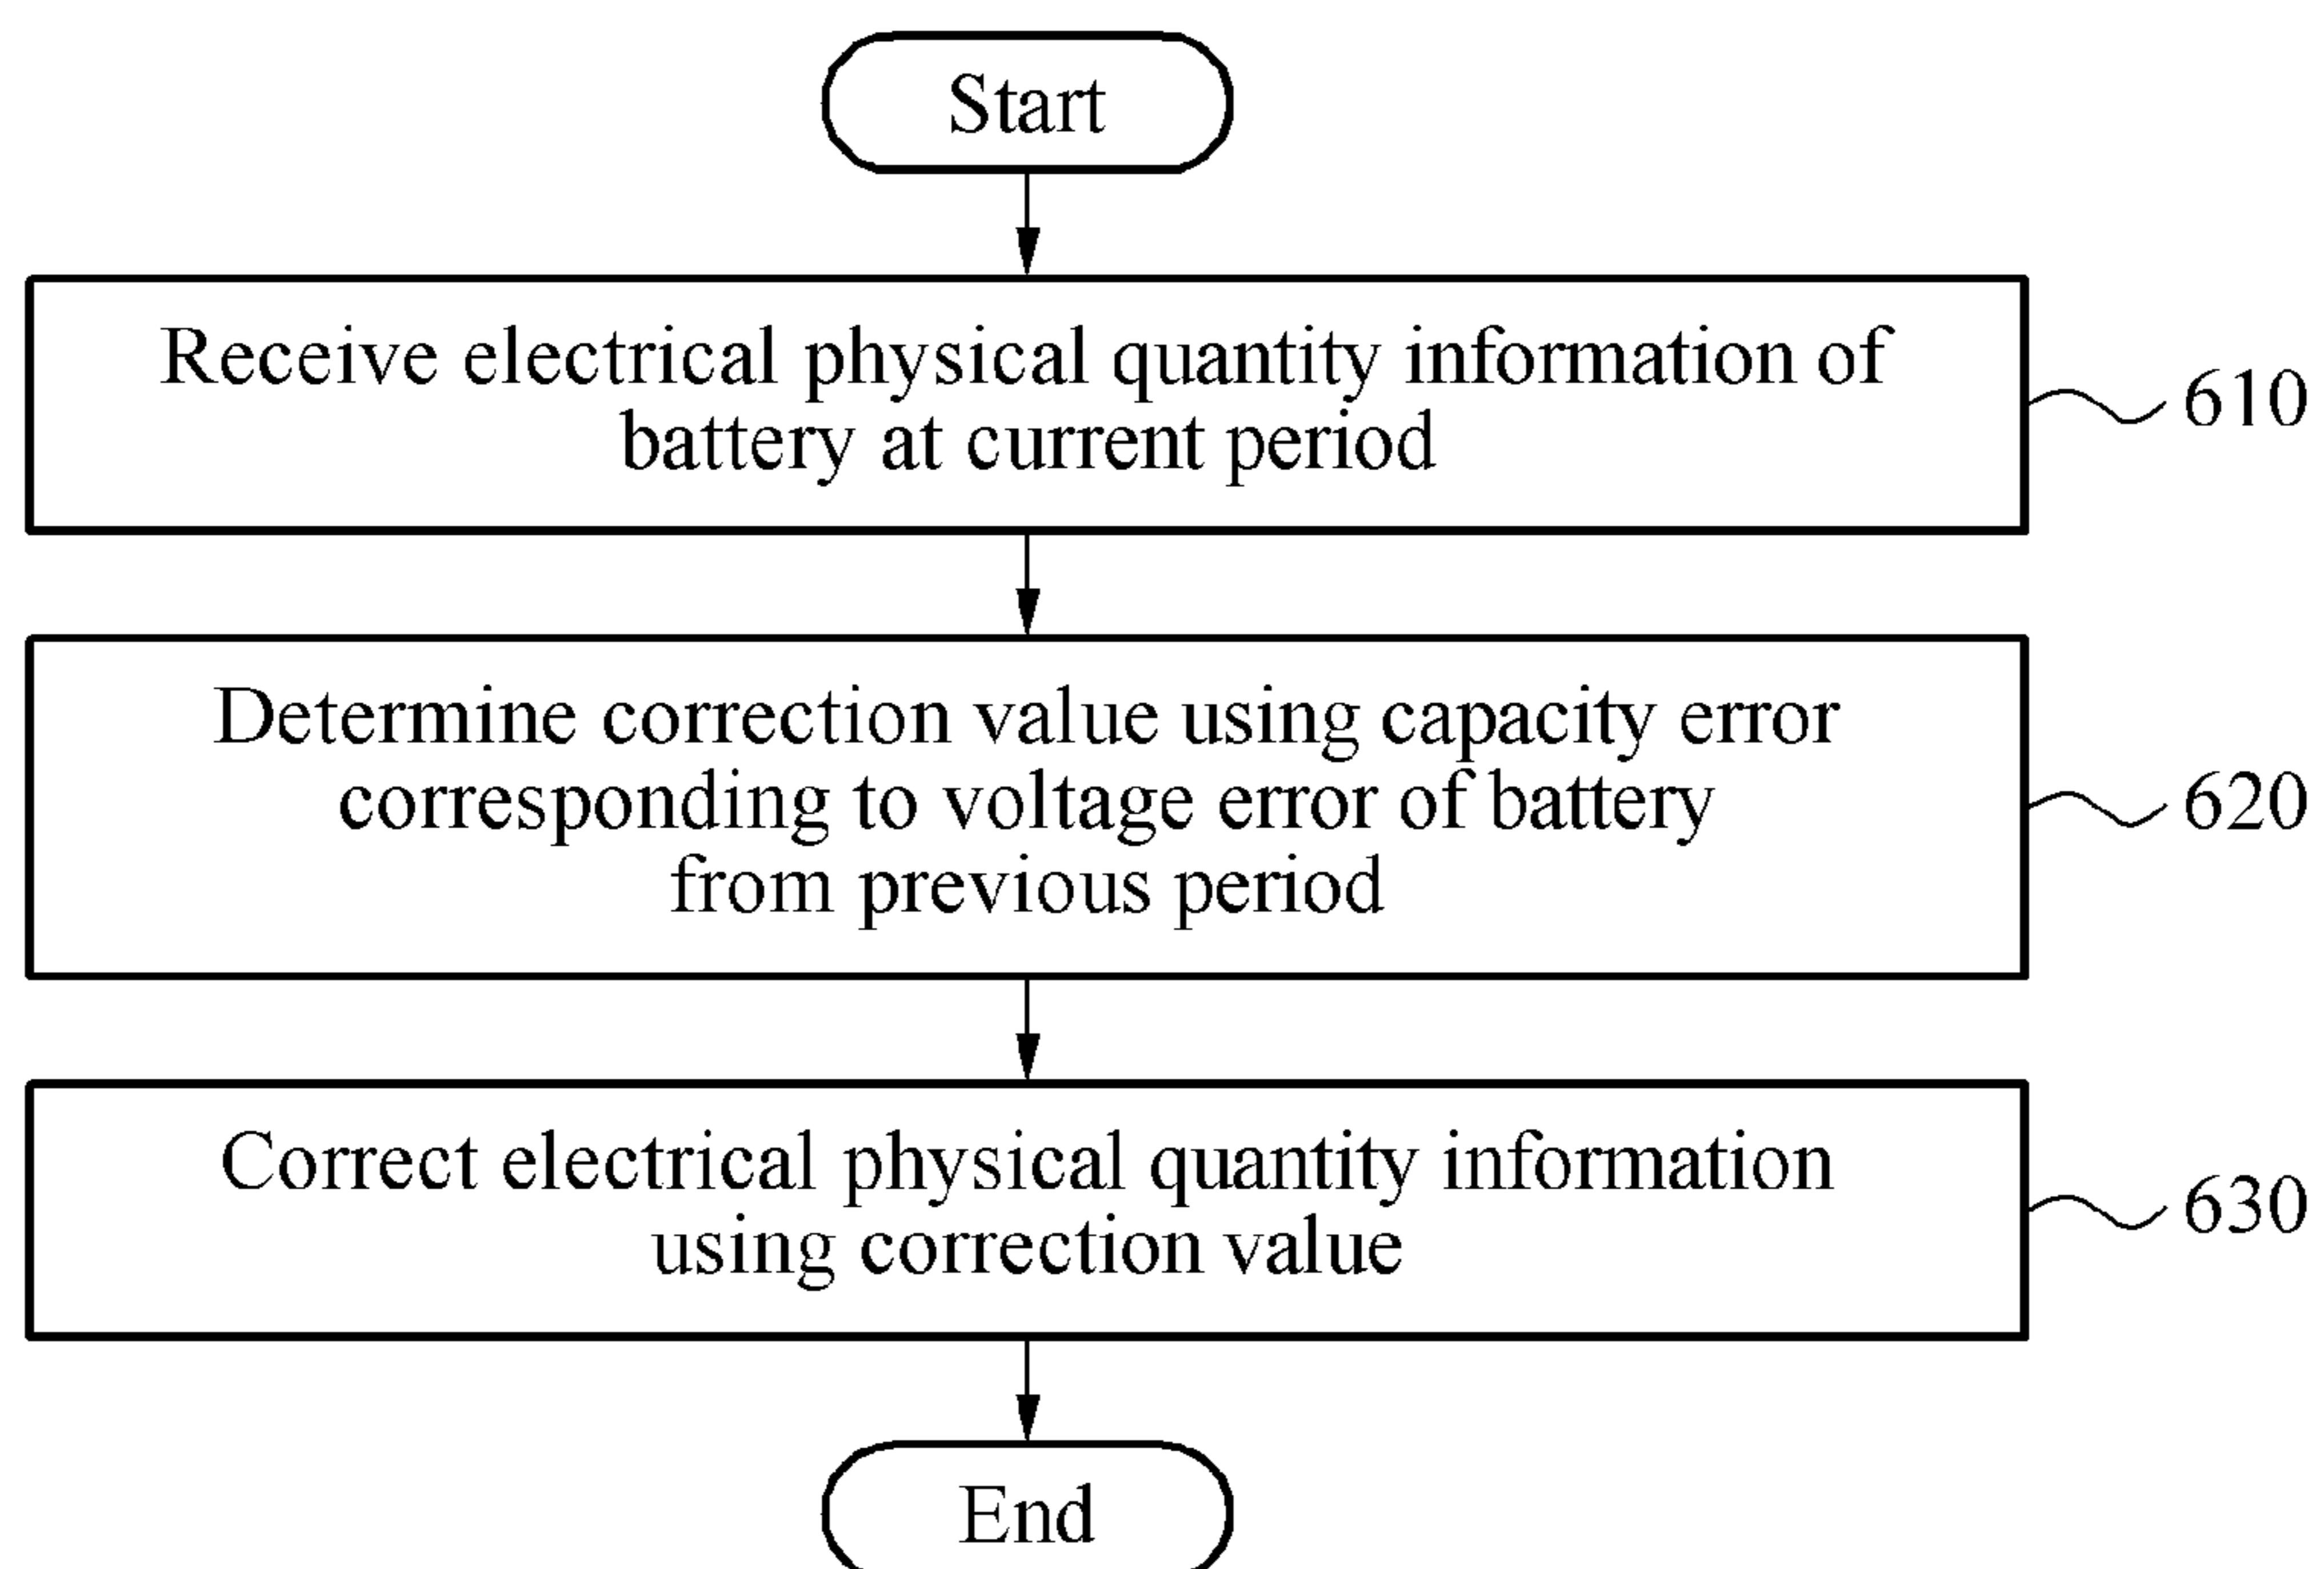 Start
Receive electrical physical quantity information of
battery at current period
610
Determine correction value using capacity error
corresponding to voltage error of battery
from previous period
620
Correct electrical physical quantity information
using correction value
630
End